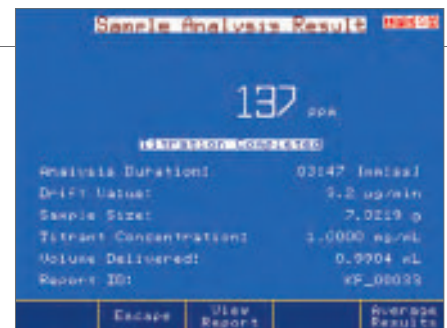 Sample Analysis Result
137 ppm
Titration Completed
Analysis Duration: 03:47 [mm:ss]
Drift Value: 3.2 µg/min
Sample Size: 7.0219 g
Titrant Concentration: 1.0000 mg/mL
Volume Delivered: 0.9904 mL
Report ID: KF_00033
Escape
View
Report
Average
Results